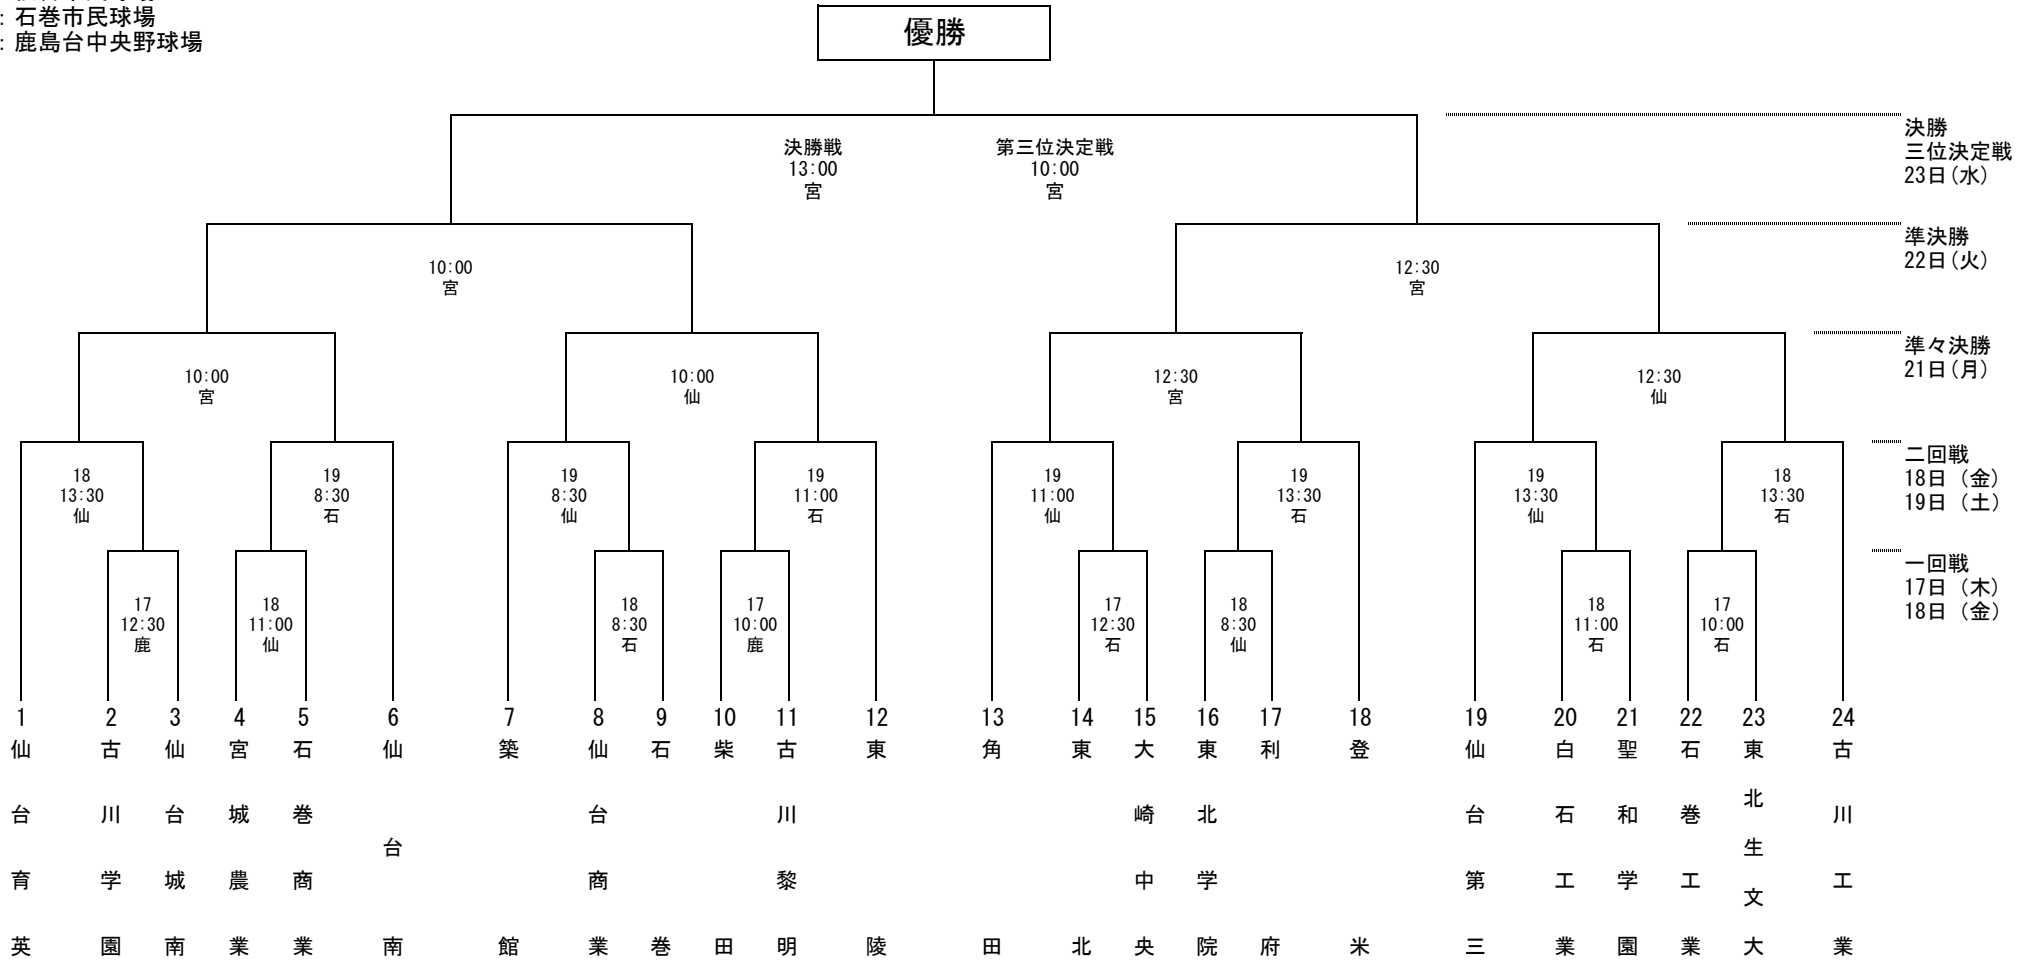 : 石巻市民球場
: 鹿島台中央野球場
優勝
決勝戦
13:00
宮
第三位決定戦
10:00
宮
決勝
三位決定戦
23日(水)
10:00
宮
12:30
宮
準決勝
22日(火)
10:00
宮
10:00
仙
12:30
宮
12:30
仙
準々決勝
21日(月)
18
13:30
仙
19
8:30
石
19
8:30
仙
19
11:00
石
19
11:00
仙
19
13:30
石
19
13:30
仙
18
13:30
石
二回戦
18日(金)
19日(土)
17
12:30
鹿
18
11:00
仙
18
8:30
石
17
10:00
鹿
17
12:30
石
18
8:30
仙
18
11:00
石
17
10:00
石
一回戦
17日(木)
18日(金)
1
仙台育英
2
古川学園
3
仙台城南
4
宮城農業
5
石巻商業
6
仙台南
7
築館
8
仙台商業
9
石巻
10
柴田
11
古川黎明
12
東陵
13
角田
14
東北
15
大崎中央
16
東北学院
17
利府
18
登米
19
仙台第三
20
白石工業
21
聖和学園
22
石巻工業
23
東北生文大
24
古川工業